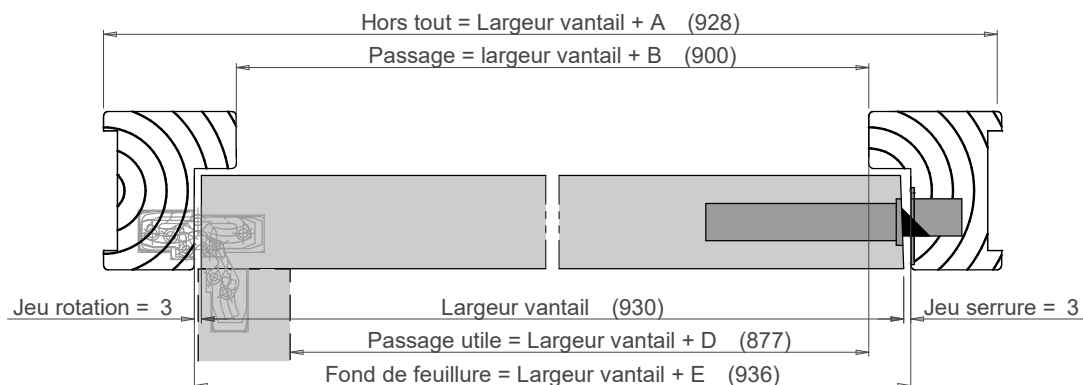 Hors tout = Largeur vantail + A (928)
Passage = largeur vantail + B (900)
Jeu rotation = 3
Largeur vantail (930)
Jeu serrure = 3
Passage utile = Largeur vantail + D (877)
Fond de feuillure = Largeur vantail + E (936)